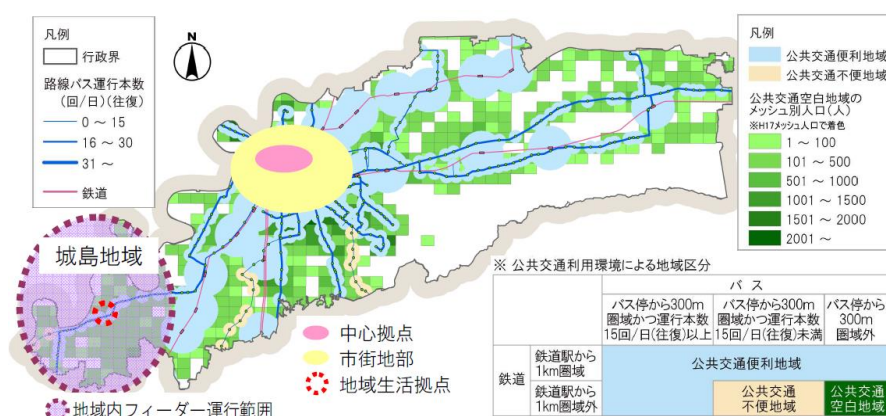 凡例
行政界
路線バス運行本数
(回/日)(往復)
0 ～ 15
16 ～ 30
31 ～
鉄道
N
凡例
公共交通便利地域
公共交通不便地域
公共交通空白地域の
メッシュ別人口(人)
※H17メッシュ人口で着色
1 ～ 100
101 ～ 500
501 ～ 1000
1001 ～ 1500
1501 ～ 2000
2001 ～
城島地域
中心拠点
市街地部
地域生活拠点
地域内フィーダー運行範囲
※ 公共交通利用環境による地域区分
バ ス
バス停から300m
圏域かつ運行本数
15回/日(往復)以上
バス停から300m
圏域かつ運行本数
15回/日(往復)未満
バス停から
300m
圏域外
鉄道
鉄道駅から
1km圏域
公共交通便利地域
鉄道駅から
1km圏域外
公共交通
不便地域
公共交通
空白地域